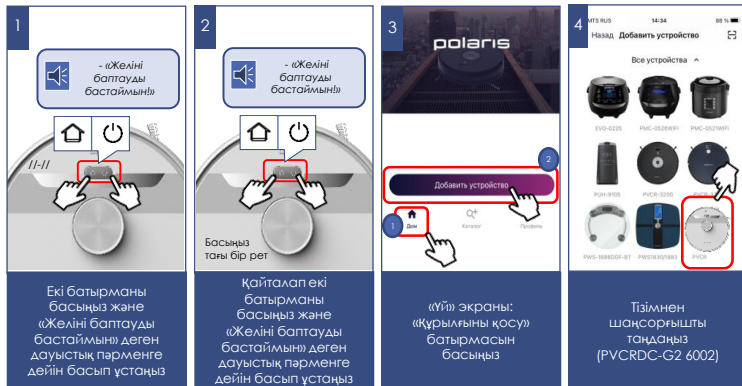 1
- «Желіні
баптауды
бастаймын!»
//-//
Екі батырманы
басыңыз және
«Желіні баптауды
бастаймын» деген
дауыстық пәрменге
дейін басып ұстаңыз
2
- «Желіні
баптауды
бастаймын!»
Басыңыз
тағы бір рет
Қайталап екі
батырманы
басыңыз және
«Желіні баптауды
бастаймын» деген
дауыстық пәрменге
дейін басып ұстаңыз
3
polaris
2
Добавить устройство
1
Дом
Каталог
Профиль
«Үй» экраны:
«Құрылғыны қосу»
батырмасын
басыңыз
4
MTS RUS 14:34 88 %
Назад Добавить устройство
Все устройства
EVO-0225 PMC-0526WIFI PMC-0521WIFI
PUH-9105 PVCR-3200
PWS-1888DGF-BT PWS1830/1883 PVCR
Тізімнен
шаңсорғышты
таңдаңыз
(PVCRDC-G2 6002)